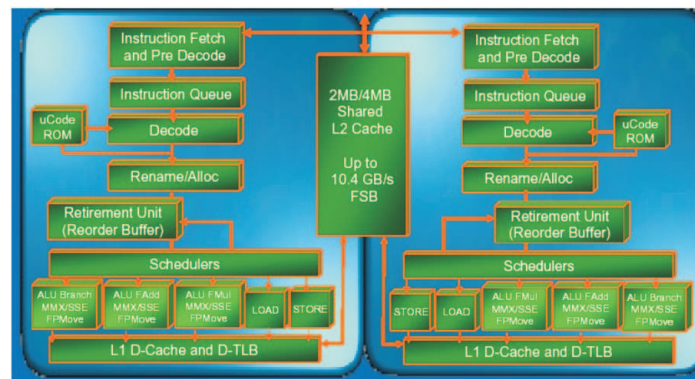 Instruction Fetch
and Pre Decode
Instruction Queue
uCode
ROM
Decode
Rename/Alloc
Retirement Unit
(Reorder Buffer)
Schedulers
ALU Branch
MMX/SSE
FPMove
ALU FAdd
MMX/SSE
FPMove
ALU FMul
MMX/SSE
FPMove
LOAD
STORE
L1 D-Cache and D-TLB
2MB/4MB
Shared
L2 Cache
Up to
10.4 GB/s
FSB
Instruction Fetch
and Pre Decode
Instruction Queue
Decode
uCode
ROM
Rename/Alloc
Retirement Unit
(Reorder Buffer)
Schedulers
STORE
LOAD
ALU FMul
MMX/SSE
FPMove
ALU FAdd
MMX/SSE
FPMove
ALU Branch
MMX/SSE
FPMove
L1 D-Cache and D-TLB